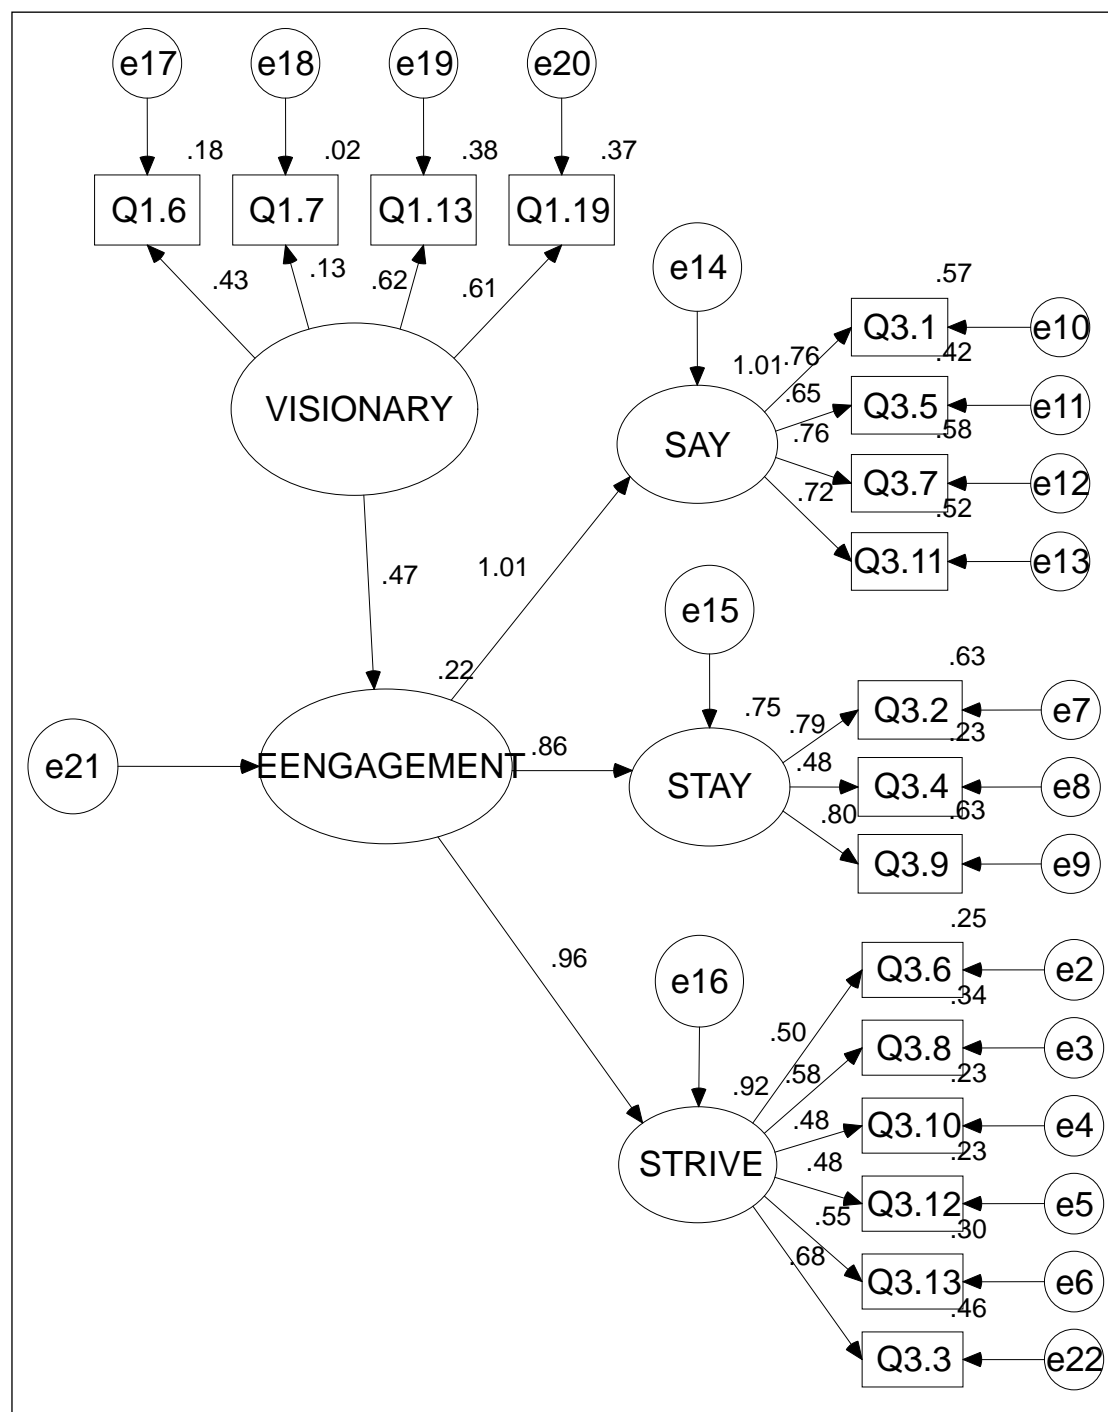 e17 e18 e19 e20
.18 .02 .38 .37
Q1.6 Q1.7 Q1.13 Q1.19
.43 .13 .62 .61
VISIONARY
.47
e14
.57
Q3.1 e10
1.01 .76
.42
.65
Q3.5 e11
.58
.76
SAY
Q3.7 e12
.72
.52
Q3.11 e13
1.01
e15
.22
.63
Q3.2 e7
.75 .79
.23
e21
EENGAGEMENT
.86
.48
STAY
Q3.4 e8
.80
.63
Q3.9 e9
.25
.96
e16
Q3.6 e2
.34
.50
Q3.8 e3
.92 .58
.23
.48
Q3.10 e4
.23
STRIVE
.48
Q3.12 e5
.55
.30
.68
Q3.13 e6
.46
Q3.3 e22